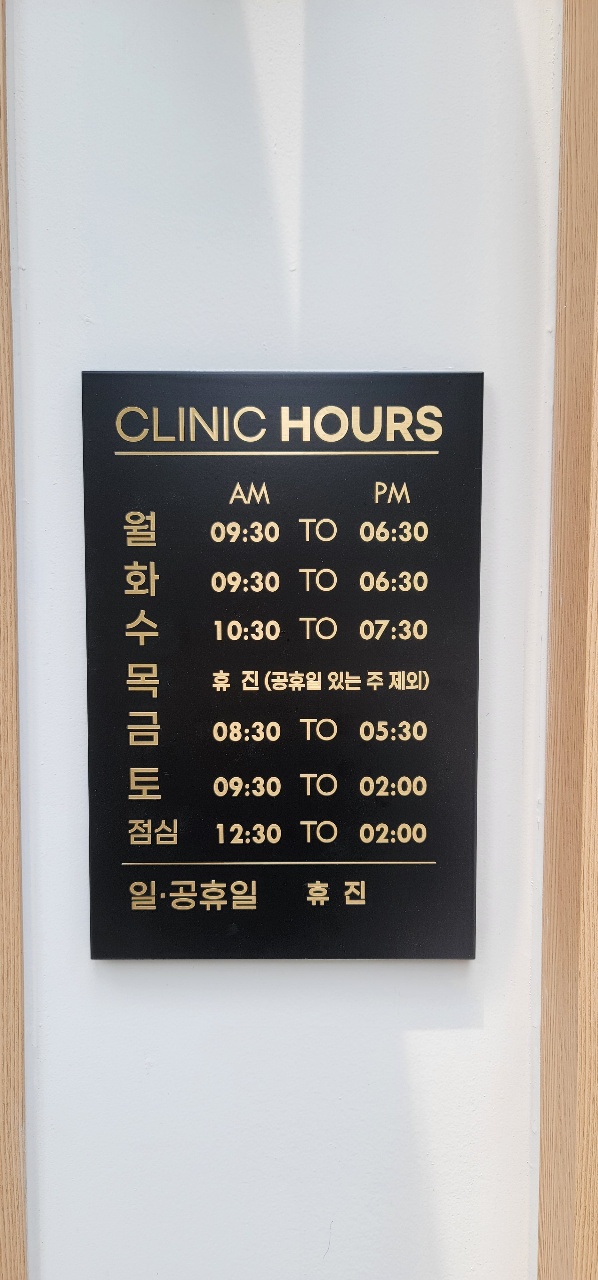 CLINIC HOURS
AM PM
월 09:30 TO 06:30
화 09:30 TO 06:30
수 10:30 TO 07:30
목 휴 진 (공휴일 있는 주 제외)
금 08:30 TO 05:30
토 09:30 TO 02:00
점심 12:30 TO 02:00
일·공휴일 휴 진